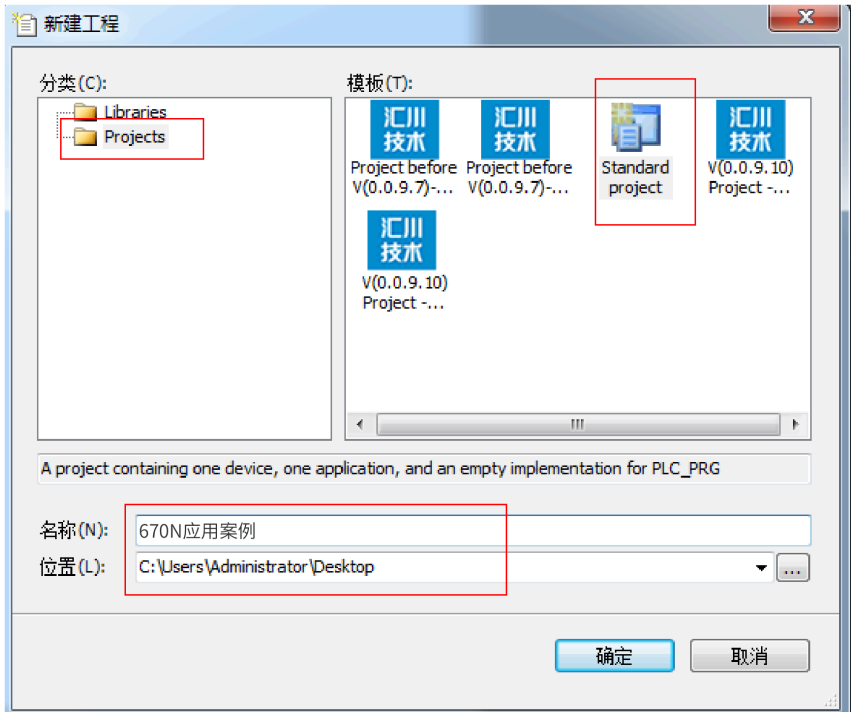 新建工程
分类(C):
Libraries
Projects
模板(T):
汇川
技术
Project before
V(0.0.9.7)-...
汇川
技术
Project before
V(0.0.9.7)-...
Standard
project
汇川
技术
V(0.0.9.10)
Project -...
汇川
技术
V(0.0.9.10)
Project -...
A project containing one device, one application, and an empty implementation for PLC_PRG
名称(N):
670N应用案例
位置(L):
C:\Users\Administrator\Desktop
...
确定
取消